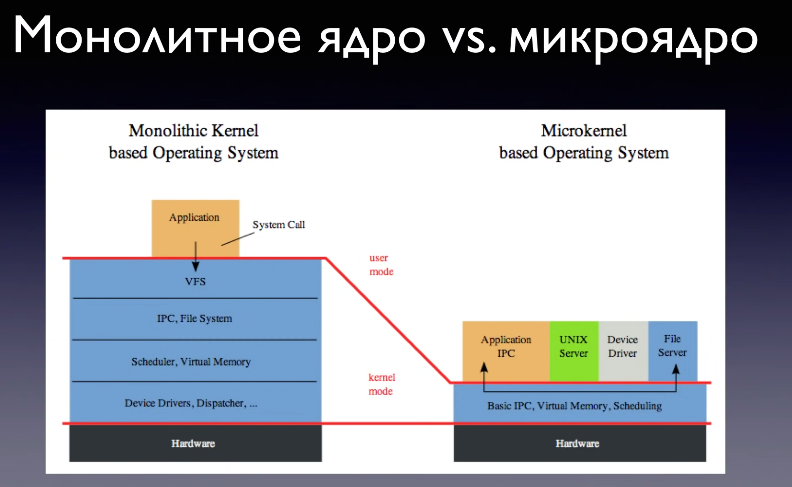 Монолитное ядро vs. микроядро
Monolithic Kernel
based Operating System
Microkernel
based Operating System
Application
System Call
VFS
IPC, File System
Scheduler, Virtual Memory
Device Drivers, Dispatcher, ...
Hardware
user
mode
kernel
mode
Application
IPC
UNIX
Server
Device
Driver
File
Server
Basic IPC, Virtual Memory, Scheduling
Hardware